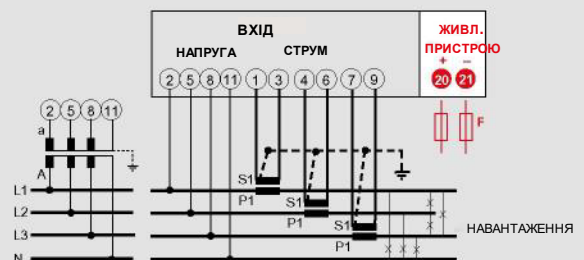 ВХІД
ЖИВЛ.
НАПРУГА СТРУМ
ПРИСТРОЮ
+ –
2 5 8 11 1 3 4 6 7 9 20 21
2 5 8 11
a
F
A
S1
L1
P1
S1
L2
P1
S1
НАВАНТАЖЕННЯ
L3
P1
N